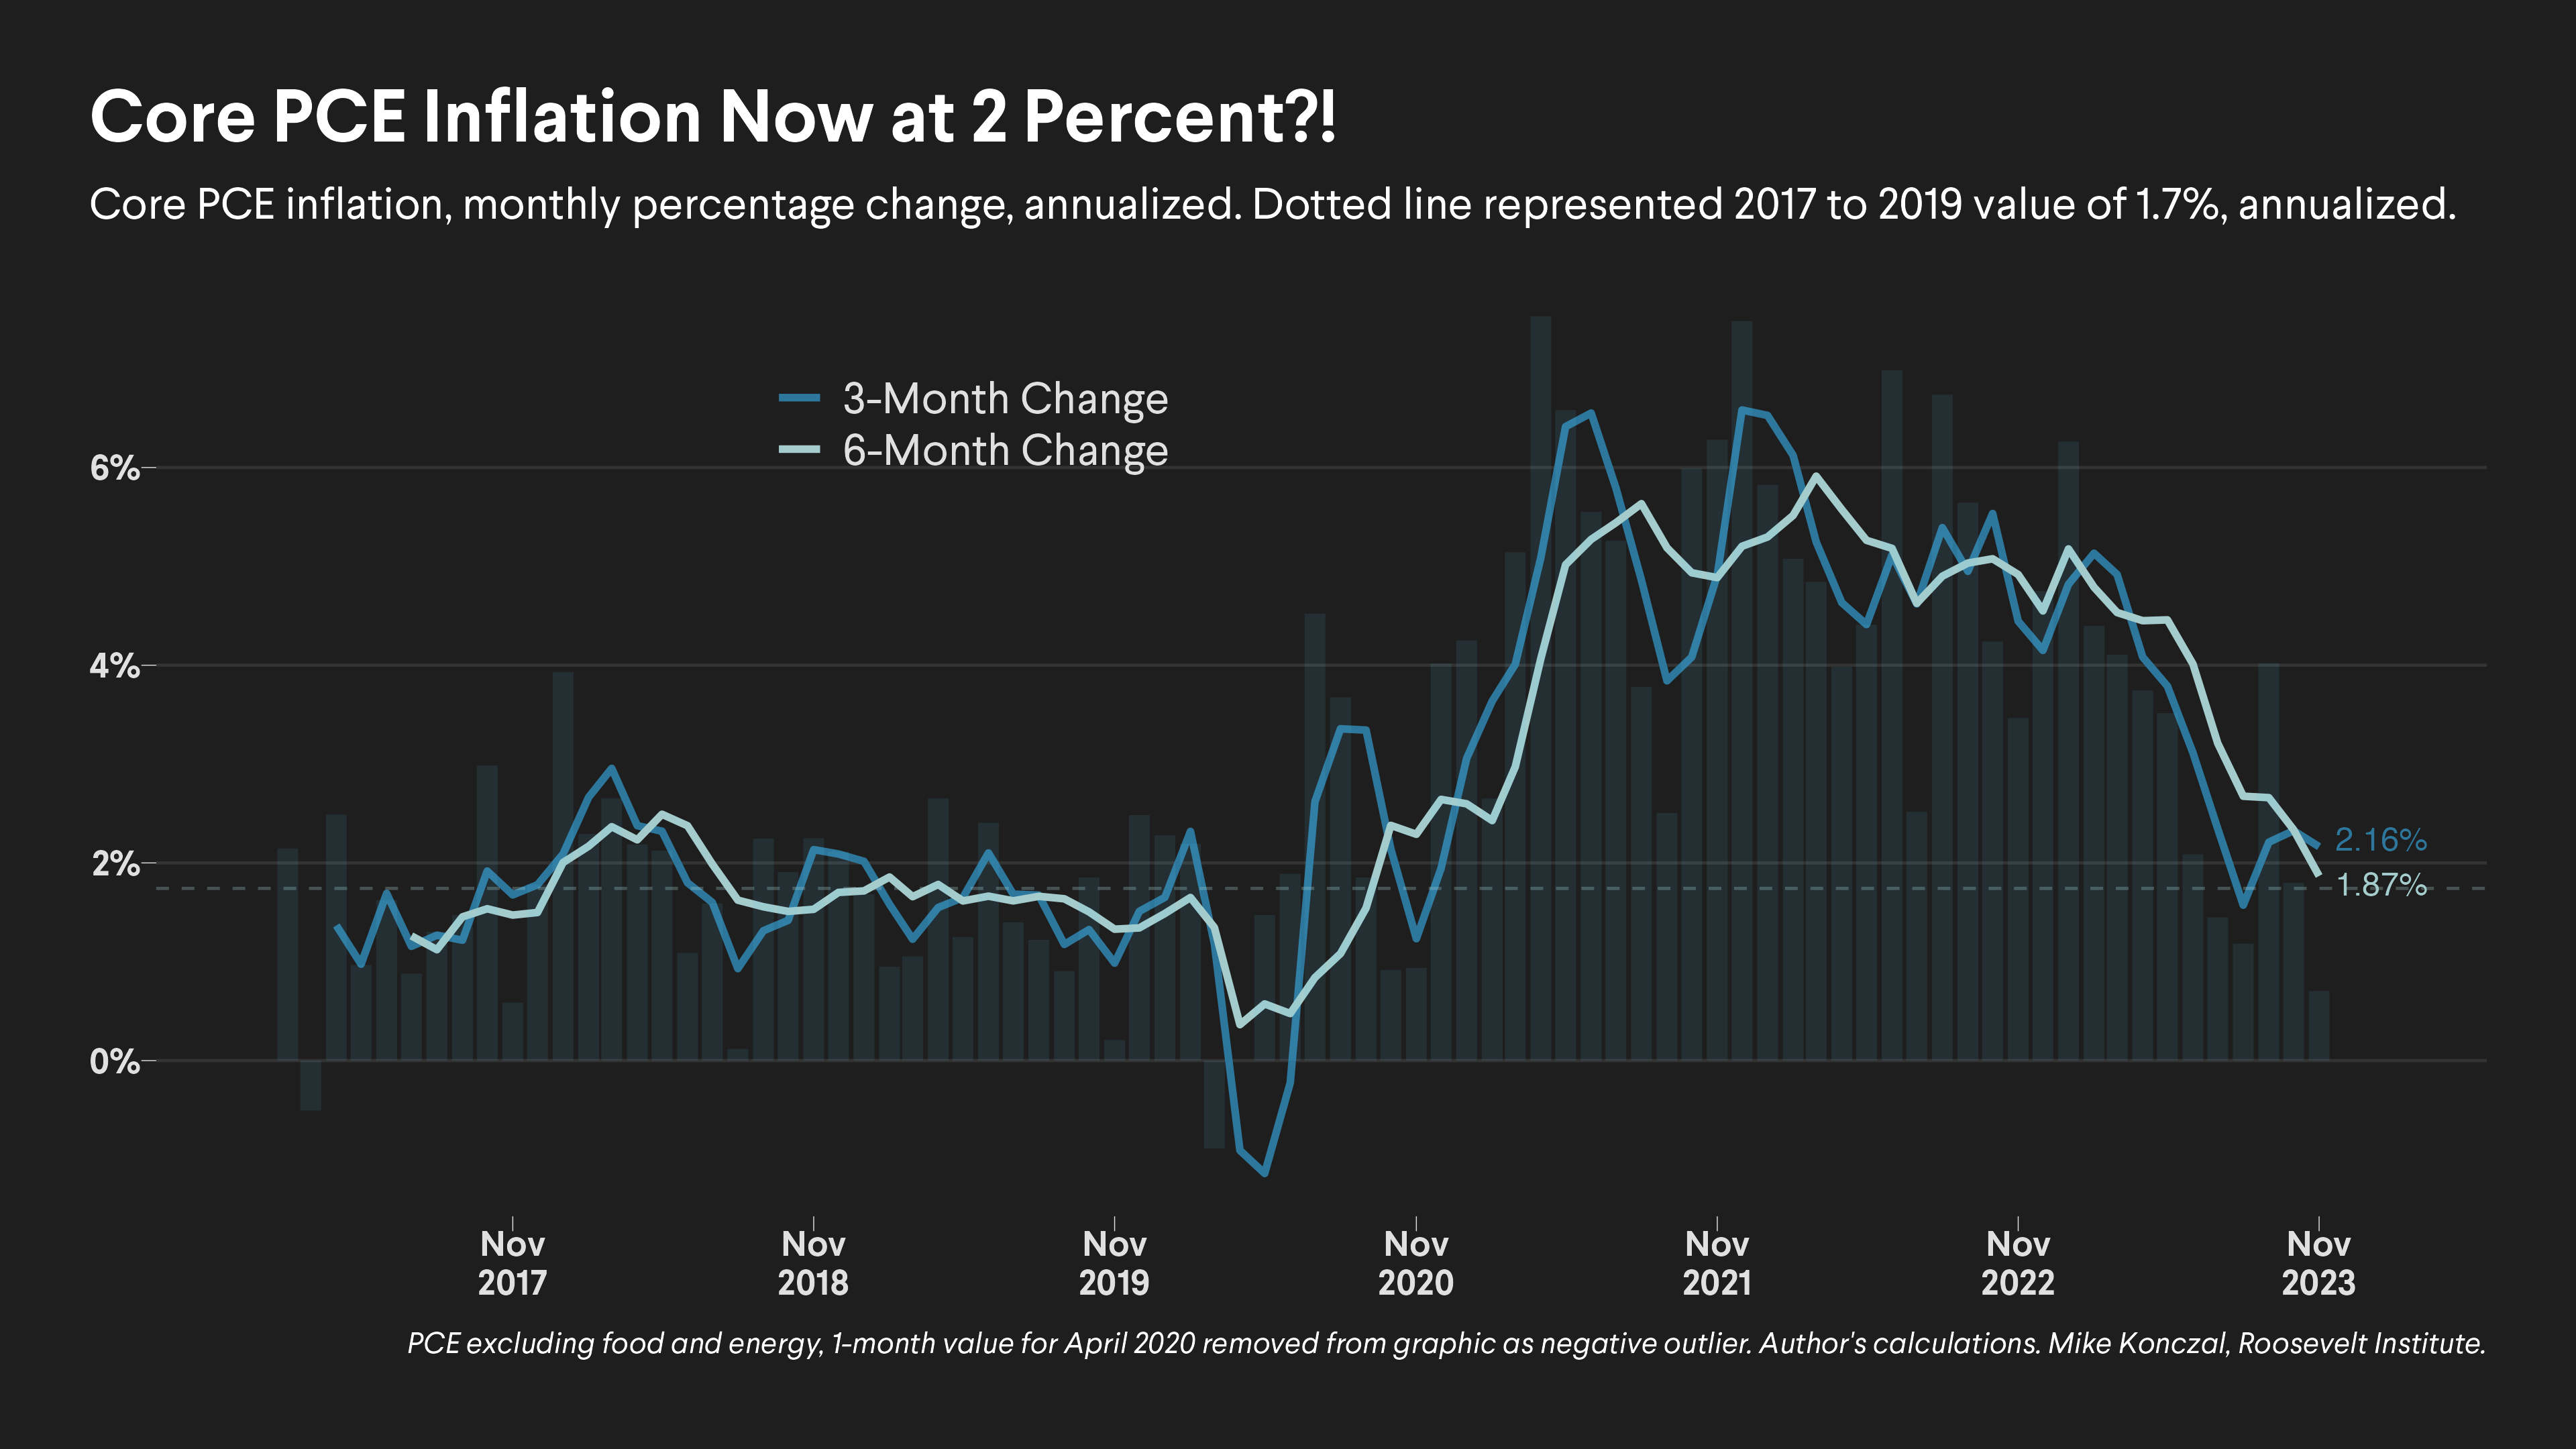 Core PCE Inflation Now at 2 Percent?!
Core PCE inflation, monthly percentage change, annualized. Dotted line represented 2017 to 2019 value of 1.7%, annualized.
3-Month Change
6-Month Change
6%
4%
2%
0%
2.16%
1.87%
Nov
2017
Nov
2018
Nov
2019
Nov
2020
Nov
2021
Nov
2022
Nov
2023
PCE excluding food and energy, 1-month value for April 2020 removed from graphic as negative outlier. Author's calculations. Mike Konczal, Roosevelt Institute.